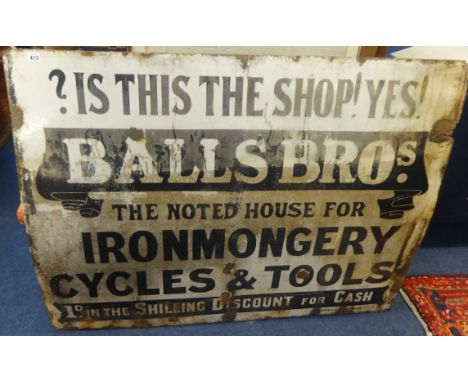 413
? IS THIS THE SHOP! YES!
BALLS BROS.
THE NOTED HOUSE FOR
IRONMONGERY
CYCLES & TOOLS
1D IN THE SHILLING DISCOUNT FOR CASH